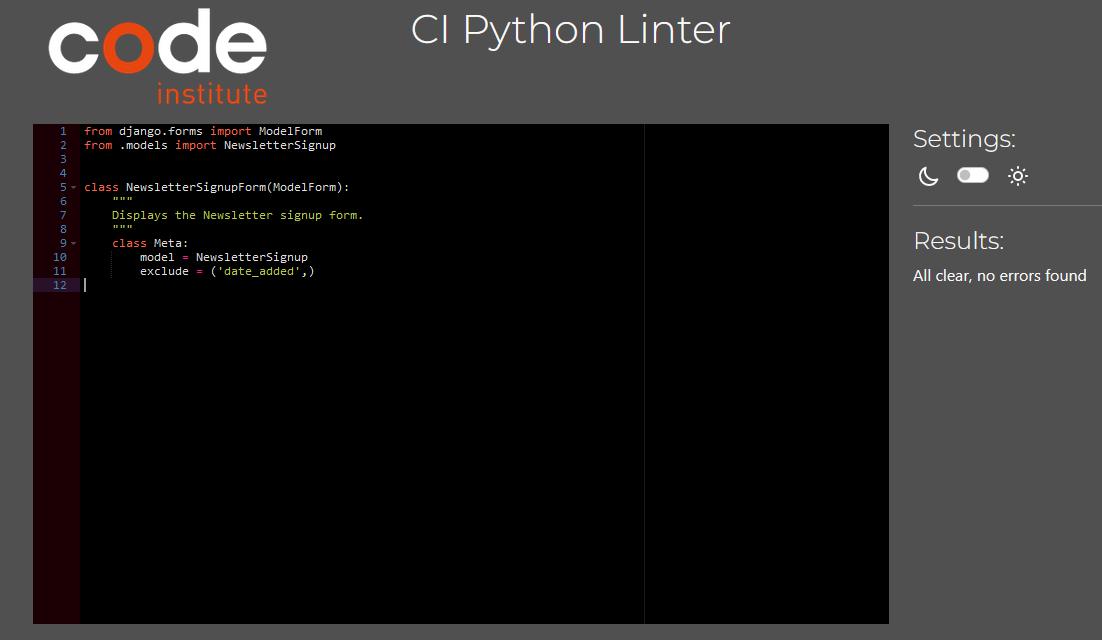 code
institute
CI Python Linter
1 from django.forms import ModelForm
2 from .models import NewsletterSignup
3
4
5 class NewsletterSignupForm(ModelForm):
6     """
7     Displays the Newsletter signup form.
8     """
9     class Meta:
10         model = NewsletterSignup
11         exclude = ('date_added',)
12
Settings:
Results:
All clear, no errors found